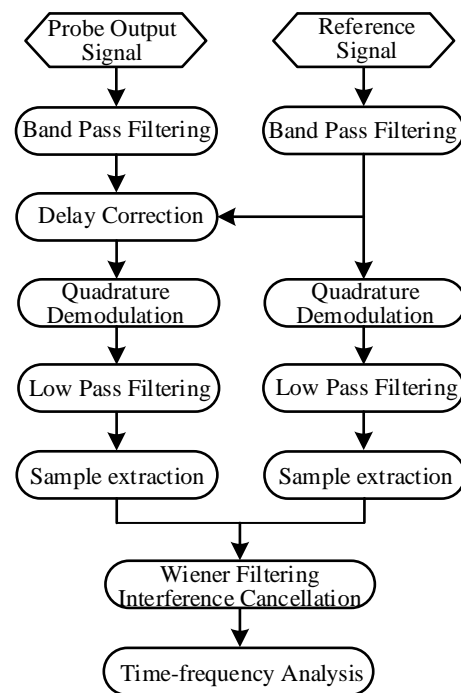 Probe Output
Signal
Reference
Signal
Band Pass Filtering
Band Pass Filtering
Delay Correction
Quadrature
Demodulation
Quadrature
Demodulation
Low Pass Filtering
Low Pass Filtering
Sample extraction
Sample extraction
Wiener Filtering
Interference Cancellation
Time-frequency Analysis